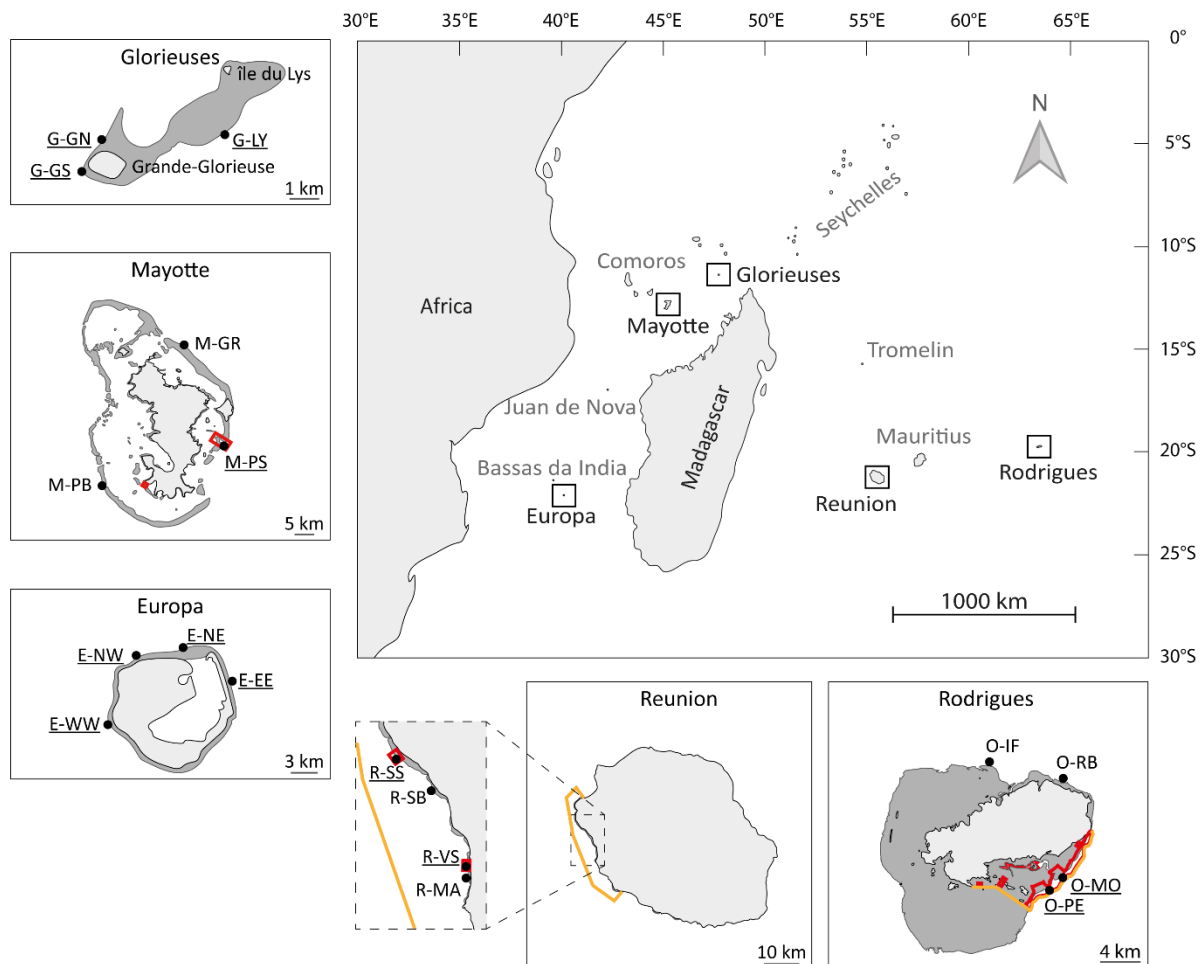 30°E 35°E 40°E 45°E 50°E 55°E 60°E 65°E
0°
5°S
10°S
15°S
20°S
25°S
30°S
N
Seychelles
Comoros
Glorieuses
Africa
Mayotte
Tromelin
Juan de Nova
Madagascar
Mauritius
Bassas da India
Rodrigues
Europa
Reunion
1000 km
Glorieuses
île du Lys
G-GN
G-LY
G-GS
Grande-Glorieuse
1 km
Mayotte
M-GR
M-PS
M-PB
5 km
Europa
E-NE
E-NW
E-EE
E-WW
3 km
R-SS
R-SB
R-VS
R-MA
Reunion
10 km
Rodrigues
O-IF
O-RB
O-MO
O-PE
4 km